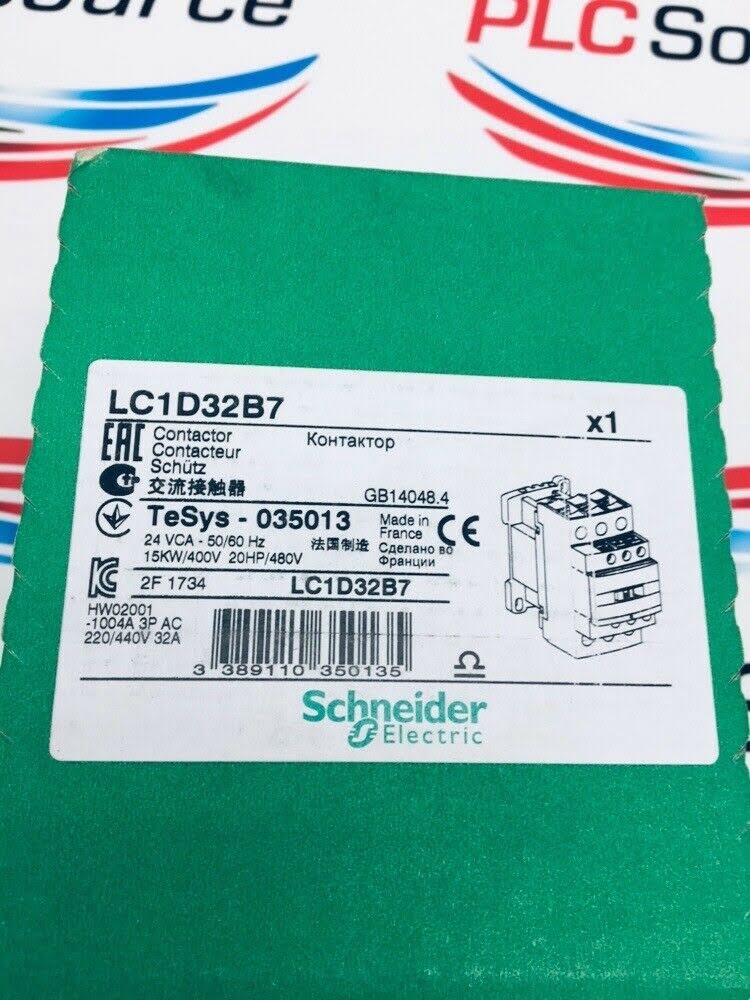 ource
PLC So
LC1D32B7
x1
EAC Contactor
Контактор
Contacteur
Schütz
交流接触器
GB14048.4
TeSys - 035013
Made in
France
CE
24 VCA - 50/60 Hz
法国制造
Сделано во
Франции
15KW/400V 20HP/480V
2F 1734
LC1D32B7
HW02001
-1004A 3P AC
220/440V 32A
3 389110 350135
Schneider
Electric